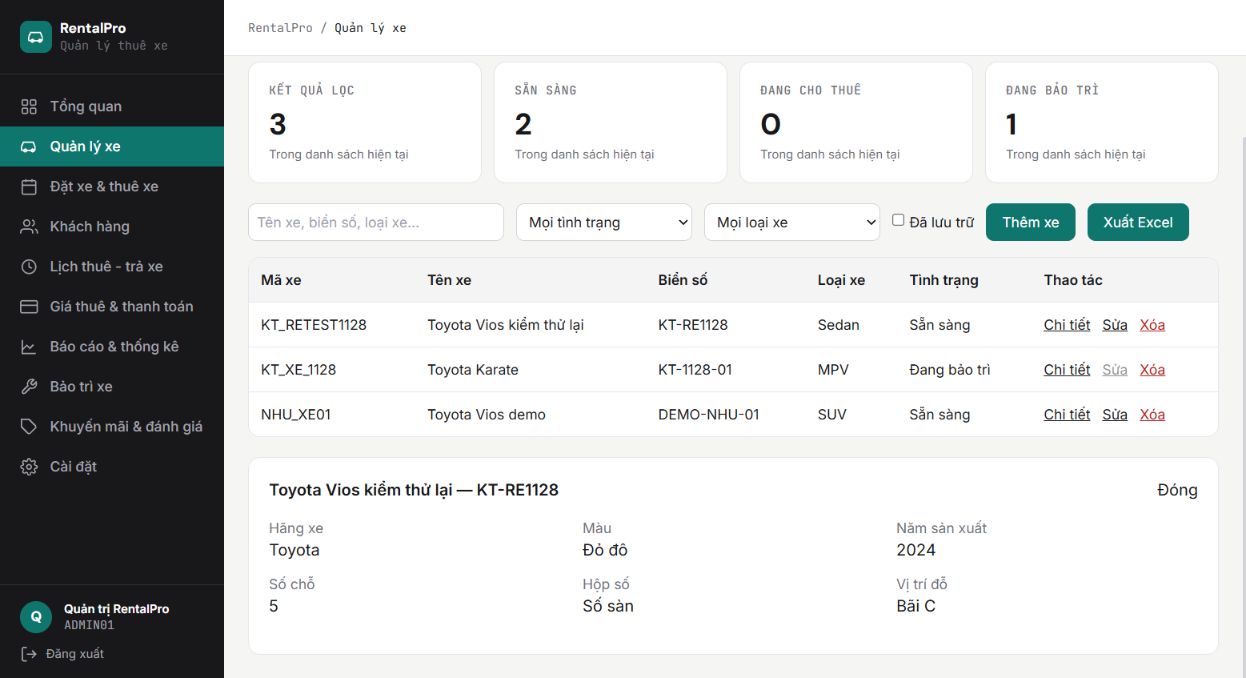 RentalPro
Quản lý thuê xe
Tổng quan
Quản lý xe
Đặt xe & thuê xe
Khách hàng
Lịch thuê - trả xe
Giá thuê & thanh toán
Báo cáo & thống kê
Bảo trì xe
Khuyến mãi & đánh giá
Cài đặt
Quản trị RentalPro
Q
ADMIN01
Đăng xuất
RentalPro / Quản lý xe
KẾT QUẢ LỌC
3
Trong danh sách hiện tại
SẴN SÀNG
2
Trong danh sách hiện tại
ĐANG CHO THUÊ
0
Trong danh sách hiện tại
ĐANG BẢO TRÌ
1
Trong danh sách hiện tại
Tên xe, biển số, loại xe... Mọi tình trạng Mọi loại xe Đã lưu trữ Thêm xe Xuất Excel
Mã xe Tên xe Biển số Loại xe Tình trạng Thao tác
KT_RETEST1128 Toyota Vios kiểm thử lại KT-RE1128 Sedan Sẵn sàng Chi tiết Sửa Xóa
KT_XE_1128 Toyota Karate KT-1128-01 MPV Đang bảo trì Chi tiết Sửa Xóa
NHU_XE01 Toyota Vios demo DEMO-NHU-01 SUV Sẵn sàng Chi tiết Sửa Xóa
Toyota Vios kiểm thử lại — KT-RE1128 Đóng
Hãng xe Màu Năm sản xuất
Toyota Đỏ đô 2024
Số chỗ Hộp số Vị trí đỗ
5 Số sàn Bãi C